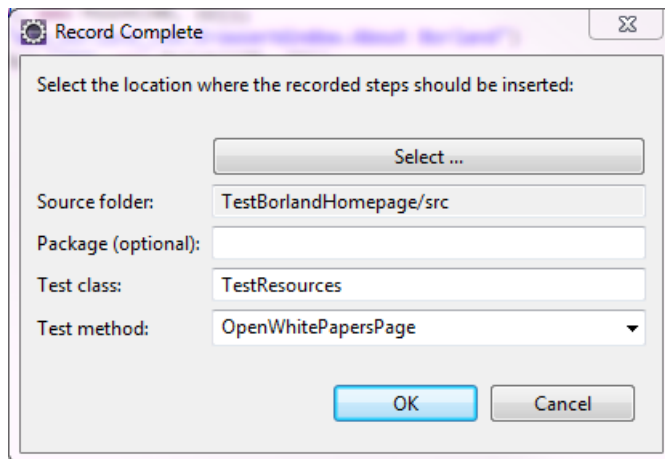 Record Complete
Select the location where the recorded steps should be inserted:
Select ...
Source folder: TestBorlandHomepage/src
Package (optional):
Test class: TestResources
Test method: OpenWhitePapersPage
OK Cancel